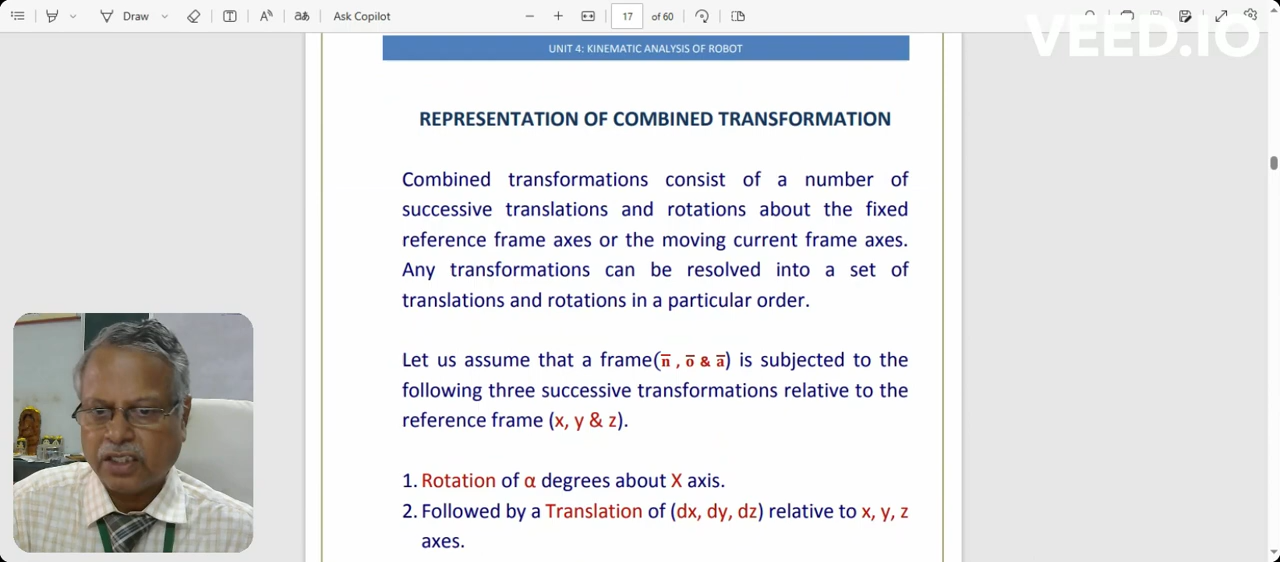 Draw
Ask Copilot
17
of 60
VEED.IO
UNIT 4: KINEMATIC ANALYSIS OF ROBOT
REPRESENTATION OF COMBINED TRANSFORMATION
Combined transformations consist of a number of
successive translations and rotations about the fixed
reference frame axes or the moving current frame axes.
Any transformations can be resolved into a set of
translations and rotations in a particular order.
Let us assume that a frame(n̅ , o̅ & a̅) is subjected to the
following three successive transformations relative to the
reference frame (x, y & z).
1. Rotation of α degrees about X axis.
2. Followed by a Translation of (dx, dy, dz) relative to x, y, z
axes.